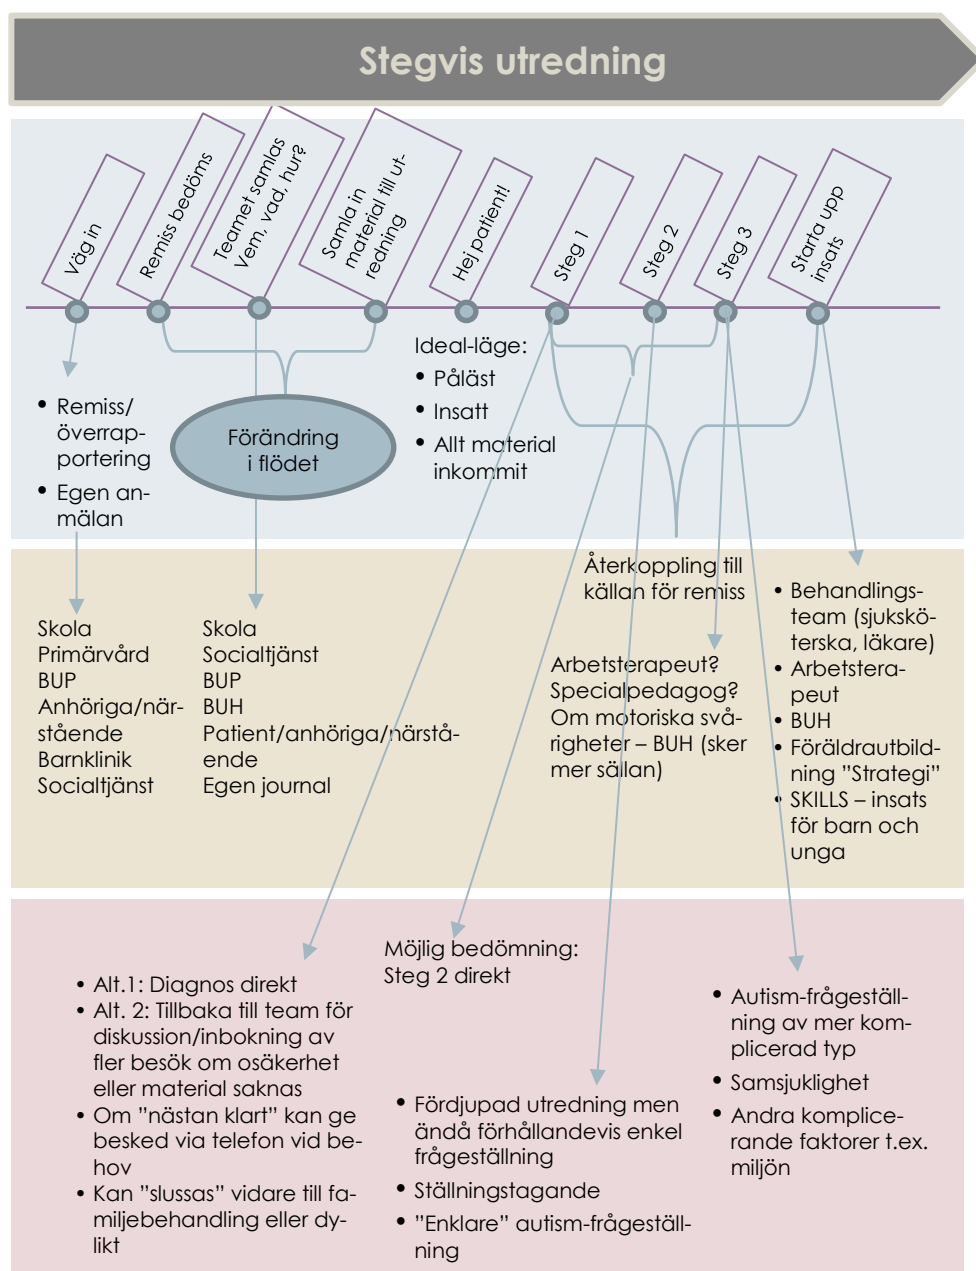 Stegvis utredning
Väg in
Remiss bedöms
Teamet samlas
Vem, vad, hur?
Samla in
material till ut-
redning
Hej patient!
Steg 1
Steg 2
Steg 3
Starta upp
insats
• Remiss/
överrap-
portering
• Egen an-
mälan
Förändring
i flödet
Ideal-läge:
• Påläst
• Insatt
• Allt material
inkommit
Skola
Primärvård
BUP
Anhöriga/när-
stående
Barnklinik
Socialtjänst
Skola
Socialtjänst
BUP
BUH
Patient/anhöriga/närstå-
ende
Egen journal
Återkoppling till
källan för remiss
Arbetsterapeut?
Specialpedagog?
Om motoriska svå-
righeter – BUH (sker
mer sällan)
• Behandlings-
team (sjukskö-
terska, läkare)
• Arbetstera-
peut
• BUH
• Föräldrautbild-
ning ”Strategi”
• SKILLS – insats
för barn och
unga
• Alt.1: Diagnos direkt
• Alt. 2: Tillbaka till team för
diskussion/inbokning av
fler besök om osäkerhet
eller material saknas
• Om ”nästan klart” kan ge
besked via telefon vid be-
hov
• Kan ”slussas” vidare till fa-
miljebehandling eller dy-
likt
Möjlig bedömning:
Steg 2 direkt
• Fördjupad utredning men
ändå förhållandevis enkel
frågeställning
• Ställningstagande
• ”Enklare” autism-frågeställ-
ning
• Autism-frågeställ-
ning av mer kom-
plicerad typ
• Samsjuklighet
• Andra komplice-
rande faktorer t.ex.
miljön